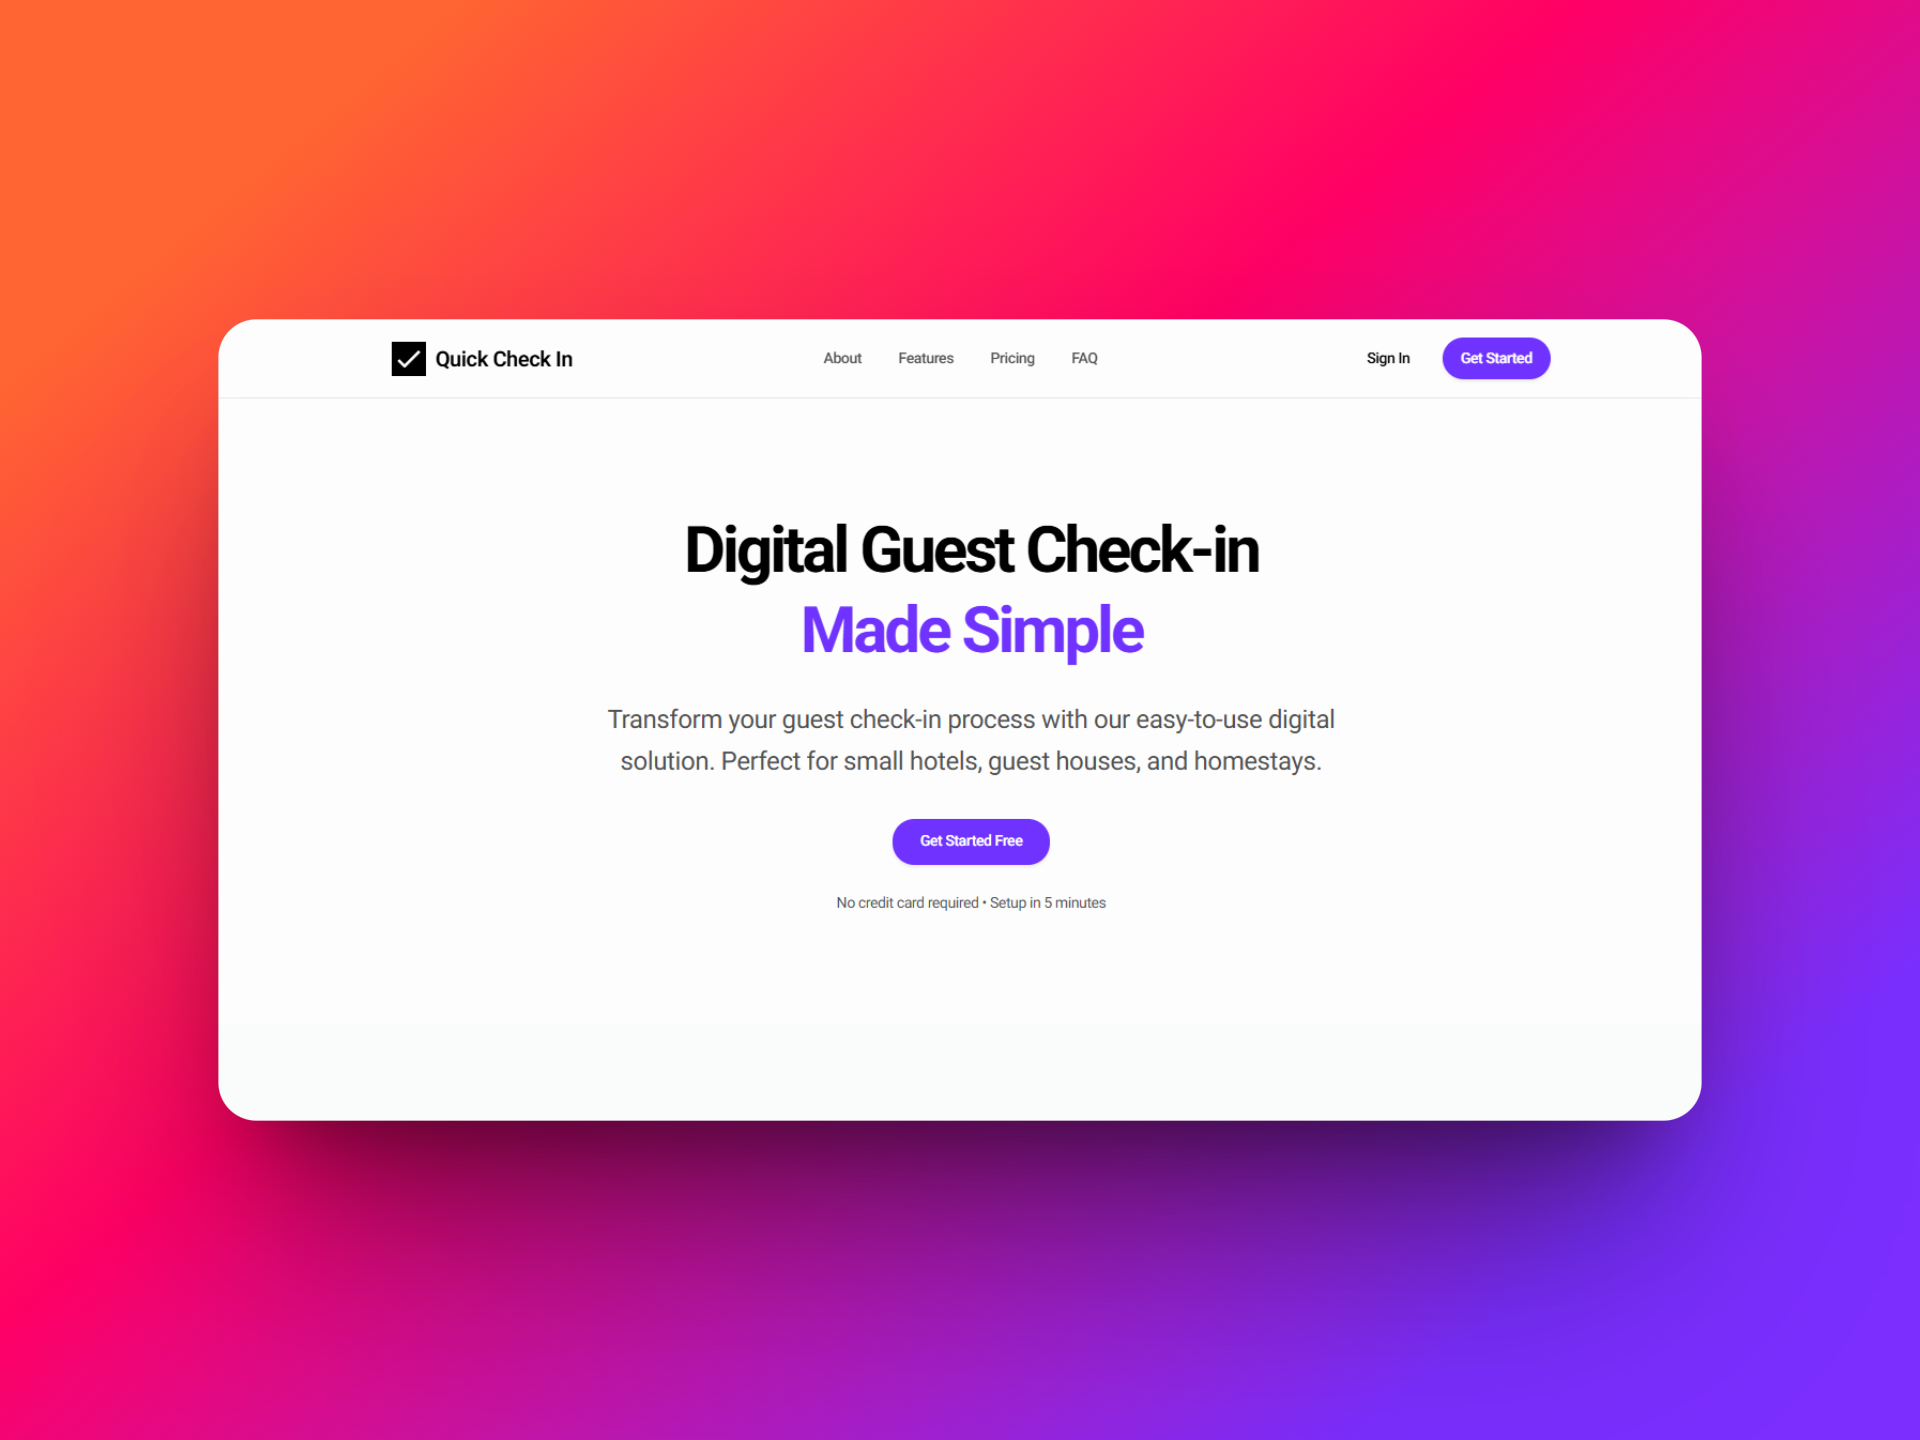 Quick Check In
About
Features
Pricing
FAQ
Sign In
Get Started
Digital Guest Check-in
Made Simple
Transform your guest check-in process with our easy-to-use digital
solution. Perfect for small hotels, guest houses, and homestays.
Get Started Free
No credit card required • Setup in 5 minutes